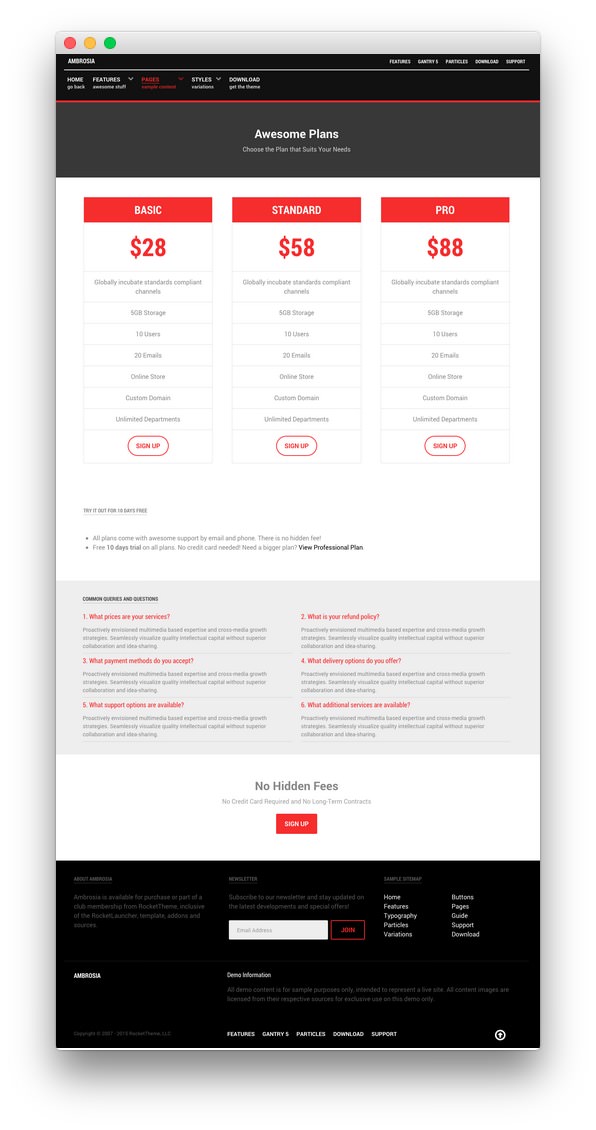 AMBROSIA
FEATURES GANTRY 5 PARTICLES DOWNLOAD SUPPORT
HOME FEATURES PAGES STYLES DOWNLOAD
go back awesome stuff sample content variations get the theme
Awesome Plans
Choose the Plan that Suits Your Needs
BASIC
$28
Globally incubate standards compliant
channels
5GB Storage
10 Users
20 Emails
Online Store
Custom Domain
Unlimited Departments
SIGN UP
STANDARD
$58
Globally incubate standards compliant
channels
5GB Storage
10 Users
20 Emails
Online Store
Custom Domain
Unlimited Departments
SIGN UP
PRO
$88
Globally incubate standards compliant
channels
5GB Storage
10 Users
20 Emails
Online Store
Custom Domain
Unlimited Departments
SIGN UP
TRY IT OUT FOR 10 DAYS FREE
All plans come with awesome support by email and phone. There is no hidden fee!
Free 10 days trial on all plans. No credit card needed! Need a bigger plan? View Professional Plan.
COMMON QUERIES AND QUESTIONS
1. What prices are your services?
Proactively envisioned multimedia based expertise and cross-media growth
strategies. Seamlessly visualize quality intellectual capital without superior
collaboration and idea-sharing.
2. What is your refund policy?
Proactively envisioned multimedia based expertise and cross-media growth
strategies. Seamlessly visualize quality intellectual capital without superior
collaboration and idea-sharing.
3. What payment methods do you accept?
Proactively envisioned multimedia based expertise and cross-media growth
strategies. Seamlessly visualize quality intellectual capital without superior
collaboration and idea-sharing.
4. What delivery options do you offer?
Proactively envisioned multimedia based expertise and cross-media growth
strategies. Seamlessly visualize quality intellectual capital without superior
collaboration and idea-sharing.
5. What support options are available?
Proactively envisioned multimedia based expertise and cross-media growth
strategies. Seamlessly visualize quality intellectual capital without superior
collaboration and idea-sharing.
6. What additional services are available?
Proactively envisioned multimedia based expertise and cross-media growth
strategies. Seamlessly visualize quality intellectual capital without superior
collaboration and idea-sharing.
No Hidden Fees
No Credit Card Required and No Long-Term Contracts
SIGN UP
ABOUT AMBROSIA
Ambrosia is available for purchase or part of a
club membership from RocketTheme, inclusive
of the RocketLauncher, template, addons and
sources.
NEWSLETTER
Subscribe to our newsletter and stay updated on
the latest developments and special offers!
Email Address
JOIN
SAMPLE SITEMAP
Home
Features
Typography
Particles
Variations
Buttons
Pages
Guide
Support
Download
AMBROSIA
Demo Information
All demo content is for sample purposes only, intended to represent a live site. All content images are
licensed from their respective sources for exclusive use on this demo only.
Copyright © 2007 - 2015 RocketTheme, LLC
FEATURES GANTRY 5 PARTICLES DOWNLOAD SUPPORT